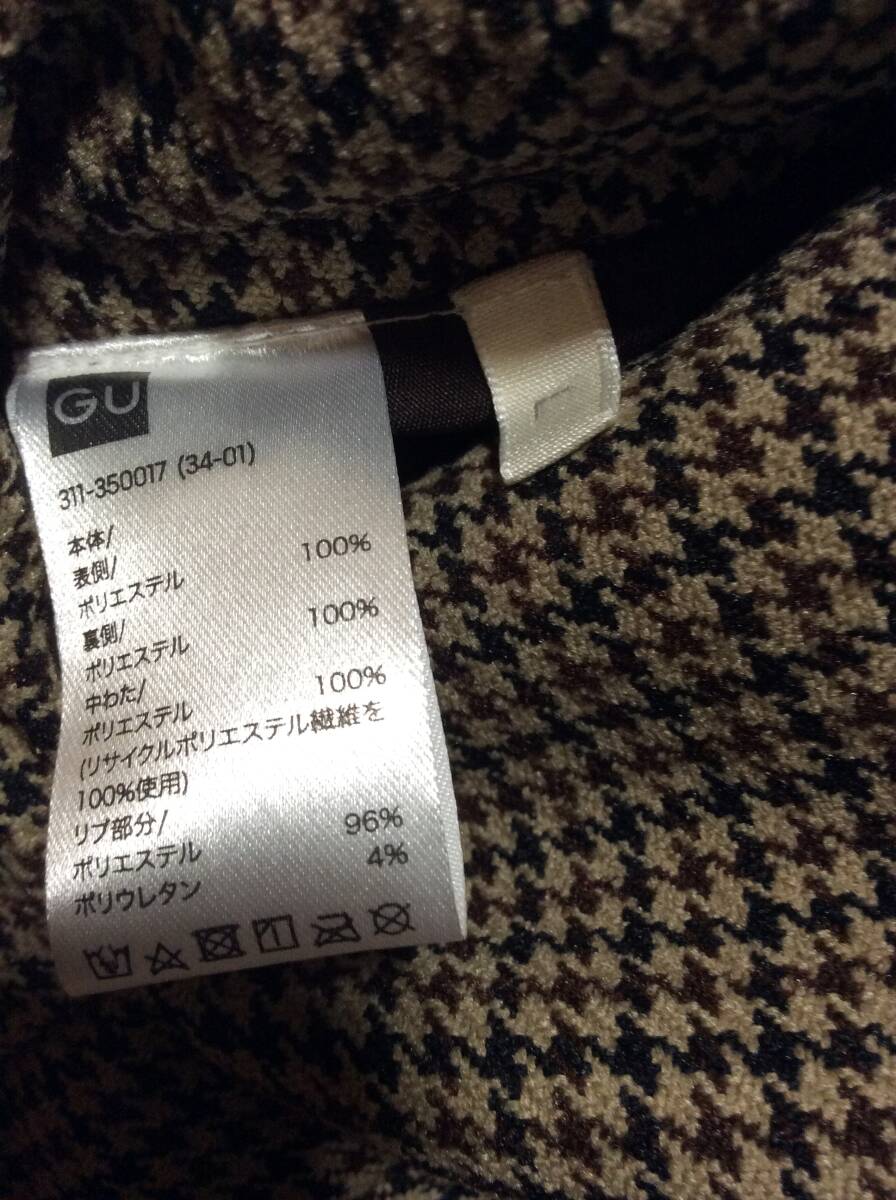 GU
311-350017 (34-01)
本体/
表側/
ポリエステル 100%
裏側/
ポリエステル 100%
中わた/
ポリエステル 100%
(リサイクルポリエステル繊維を
100%使用)
リブ部分/
ポリエステル 96%
ポリウレタン 4%